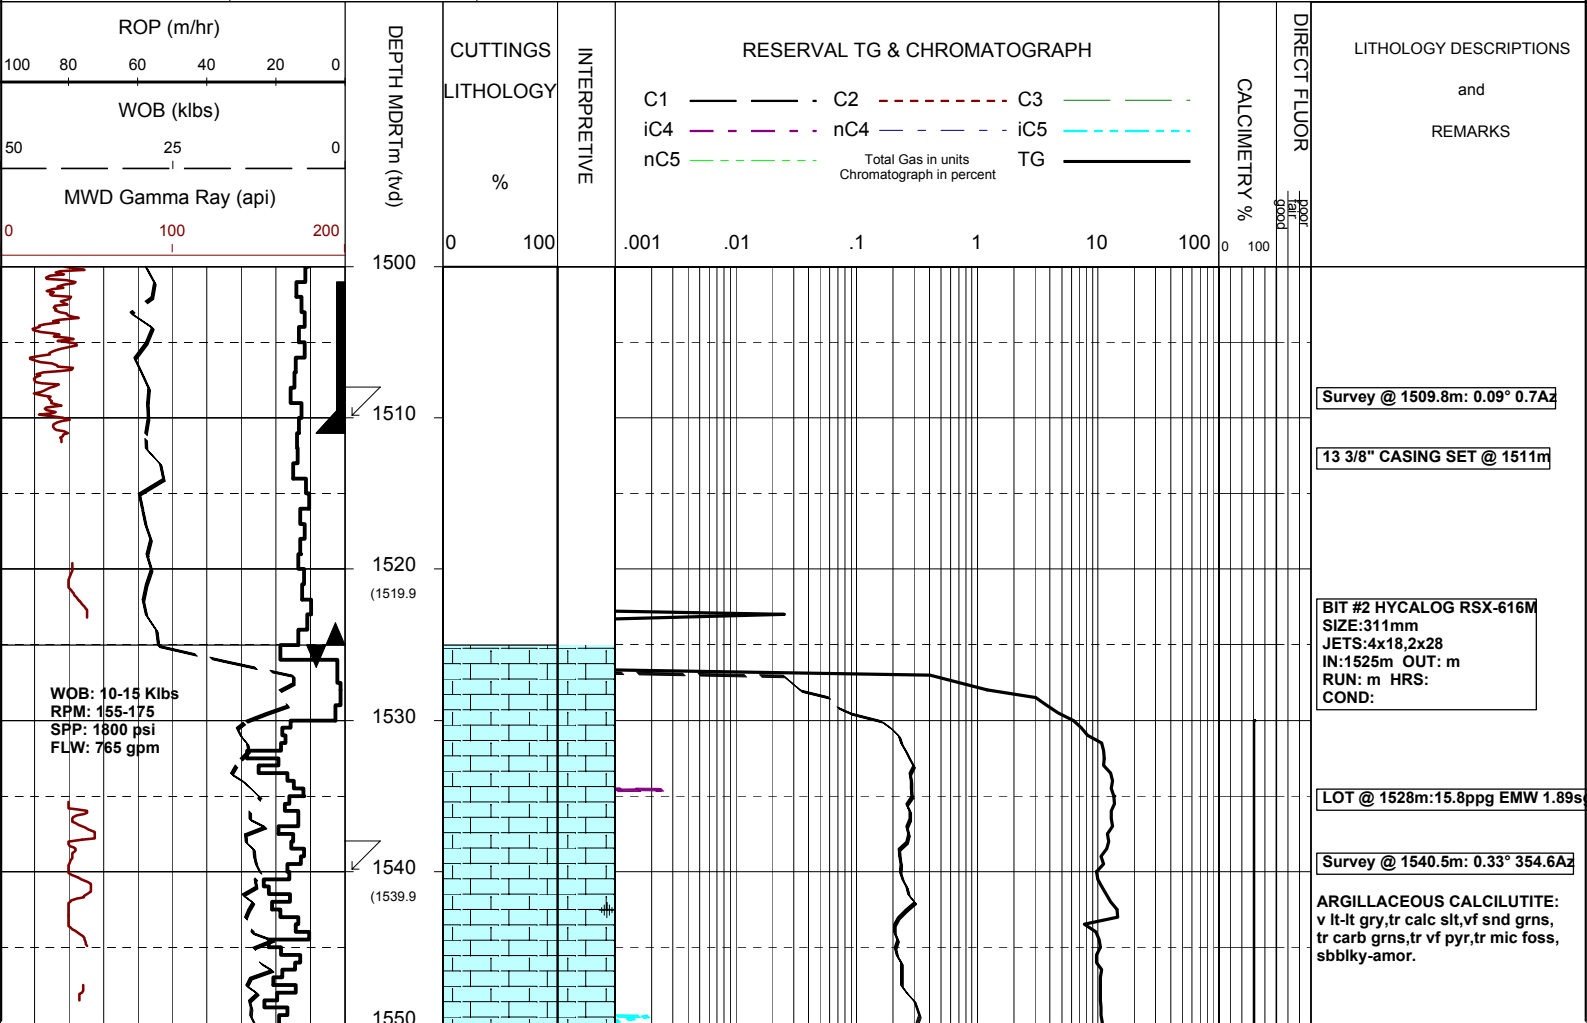 ROP (m/hr)
100 80 60 40 20 0
WOB (klbs)
50 25 0
MWD Gamma Ray (api)
0 100 200
DEPTH MDRTm (tvd)
CUTTINGS
LITHOLOGY
%
0 100
INTERPRETIVE
RESERVAL TG & CHROMATOGRAPH
C1 C2 C3
iC4 nC4 iC5
nC5 Total Gas in units TG
Chromatograph in percent
.001 .01 .1 1 10 100
CALCIMETRY %
0 100
DIRECT FLUOR
poor
fair
good
LITHOLOGY DESCRIPTIONS
and
REMARKS
1500
Survey @ 1509.8m: 0.09° 0.7Az
1510
13 3/8" CASING SET @ 1511m
1520
(1519.9
BIT #2 HYCALOG RSX-616M
SIZE:311mm
JETS:4x18,2x28
IN:1525m OUT: m
RUN: m HRS:
COND:
WOB: 10-15 Klbs
RPM: 155-175
SPP: 1800 psi
FLW: 765 gpm
1530
LOT @ 1528m:15.8ppg EMW 1.89sg
Survey @ 1540.5m: 0.33° 354.6Az
1540
(1539.9
ARGILLACEOUS CALCILUTITE:
v lt-lt gry,tr calc slt,vf snd grns,
tr carb grns,tr vf pyr,tr mic foss,
sbblky-amor.
1550